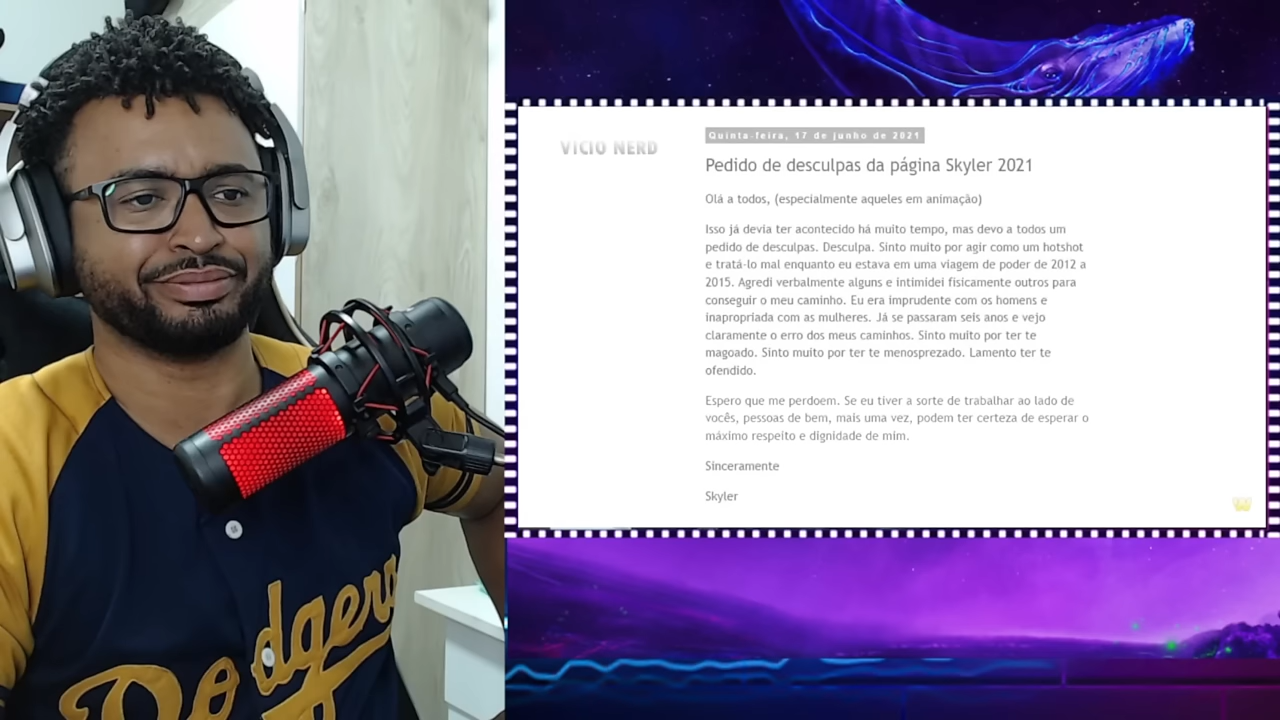 VICIO NERD
Quinta-feira, 17 de junho de 2021
Pedido de desculpas da página Skyler 2021
Olá a todos, (especialmente aqueles em animação)
Isso já devia ter acontecido há muito tempo, mas devo a todos um
pedido de desculpas. Desculpa. Sinto muito por agir como um hotshot
e tratá-lo mal enquanto eu estava em uma viagem de poder de 2012 a
2015. Agredi verbalmente alguns e intimidei fisicamente outros para
conseguir o meu caminho. Eu era imprudente com os homens e
inapropriada com as mulheres. Já se passaram seis anos e vejo
claramente o erro dos meus caminhos. Sinto muito por ter te
magoado. Sinto muito por ter te menosprezado. Lamento ter te
ofendido.
Espero que me perdoem. Se eu tiver a sorte de trabalhar ao lado de
vocês, pessoas de bem, mais uma vez, podem ter certeza de esperar o
máximo respeito e dignidade de mim.
Sinceramente
Skyler
Dodgers